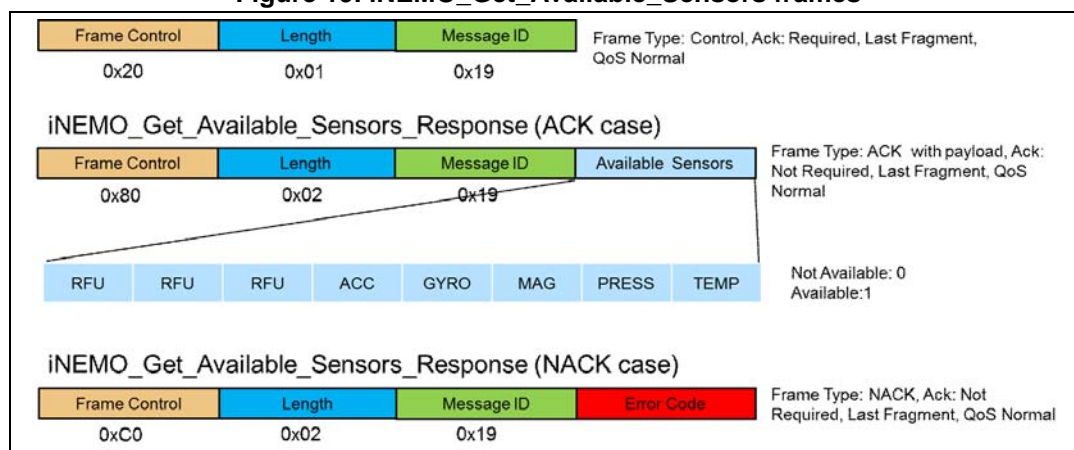 Frame Control Length Message ID
0x20 0x01 0x19
Frame Type: Control, Ack: Required, Last Fragment,
QoS Normal
iNEMO_Get_Available_Sensors_Response (ACK case)
Frame Control Length Message ID Available Sensors
0x80 0x02 0x19
Frame Type: ACK with payload, Ack:
Not Required, Last Fragment, QoS
Normal
RFU RFU RFU ACC GYRO MAG PRESS TEMP
Not Available: 0
Available:1
iNEMO_Get_Available_Sensors_Response (NACK case)
Frame Control Length Message ID Error Code
0xC0 0x02 0x19
Frame Type: NACK, Ack: Not
Required, Last Fragment, QoS Normal